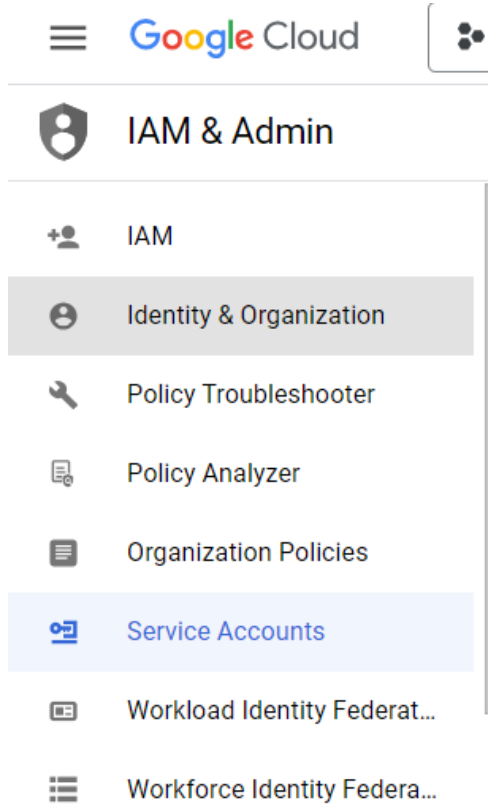 Google Cloud
IAM & Admin
IAM
Identity & Organization
Policy Troubleshooter
Policy Analyzer
Organization Policies
Service Accounts
Workload Identity Federat...
Workforce Identity Federa...